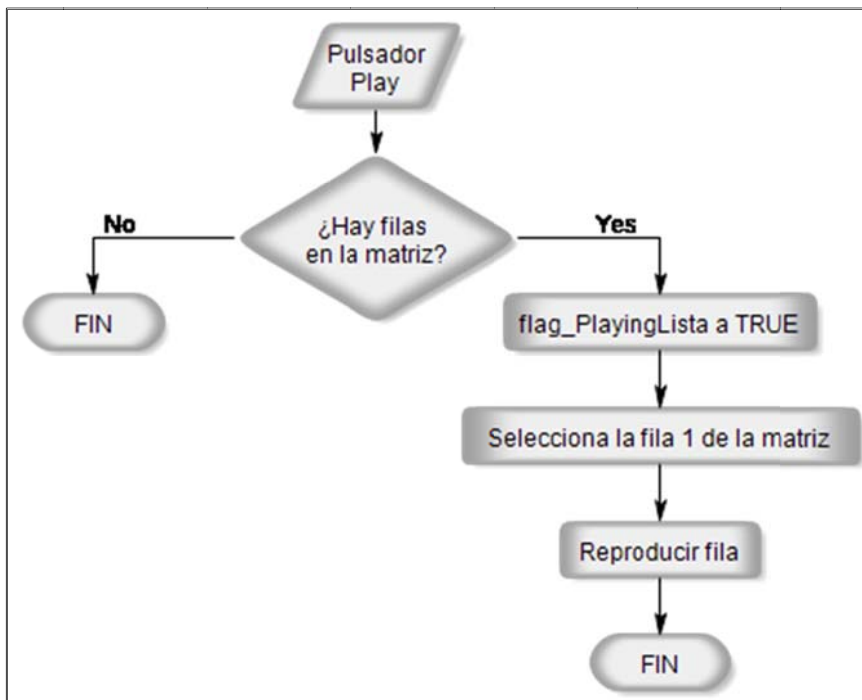 Pulsador
Play
¿Hay filas
en la matriz?
No
Yes
FIN
flag_PlayingLista a TRUE
Selecciona la fila 1 de la matriz
Reproducir fila
FIN